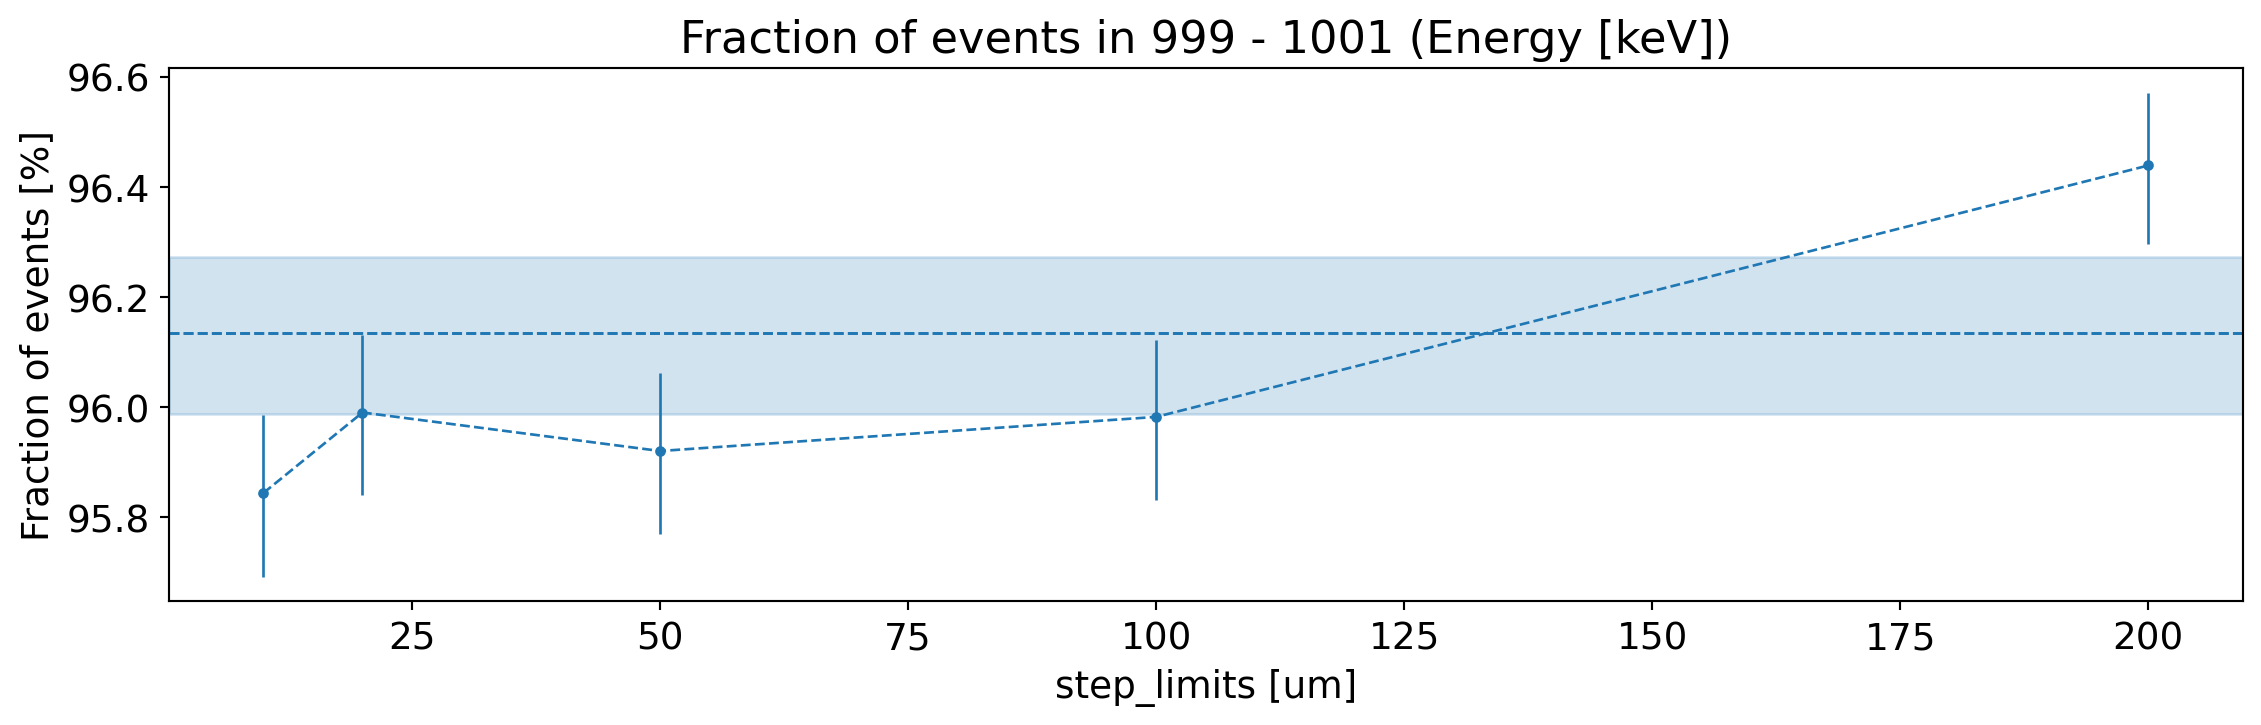 Fraction of events in 999 - 1001 (Energy [keV])
Fraction of events [%]
96.6
96.4
96.2
96.0
95.8
25 50 75 100 125 150 175 200
step_limits [um]